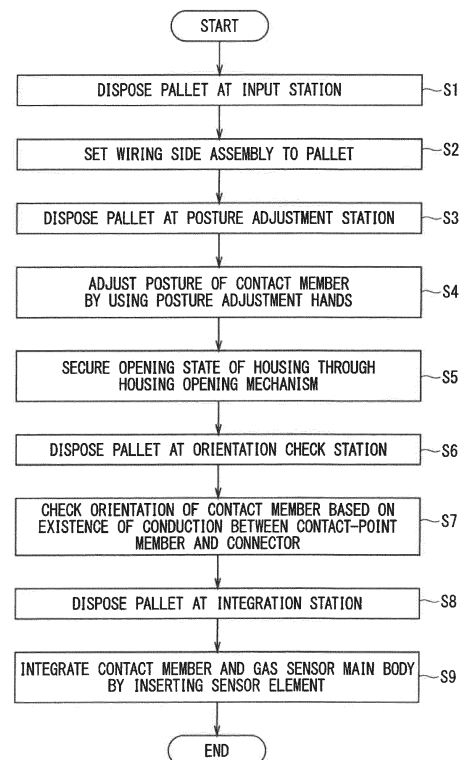 START
DISPOSE PALLET AT INPUT STATION
S1
SET WIRING SIDE ASSEMBLY TO PALLET
S2
DISPOSE PALLET AT POSTURE ADJUSTMENT STATION
S3
ADJUST POSTURE OF CONTACT MEMBER
BY USING POSTURE ADJUSTMENT HANDS
S4
SECURE OPENING STATE OF HOUSING THROUGH
HOUSING OPENING MECHANISM
S5
DISPOSE PALLET AT ORIENTATION CHECK STATION
S6
CHECK ORIENTATION OF CONTACT MEMBER BASED ON
EXISTENCE OF CONDUCTION BETWEEN CONTACT-POINT
MEMBER AND CONNECTOR
S7
DISPOSE PALLET AT INTEGRATION STATION
S8
INTEGRATE CONTACT MEMBER AND GAS SENSOR MAIN BODY
BY INSERTING SENSOR ELEMENT
S9
END